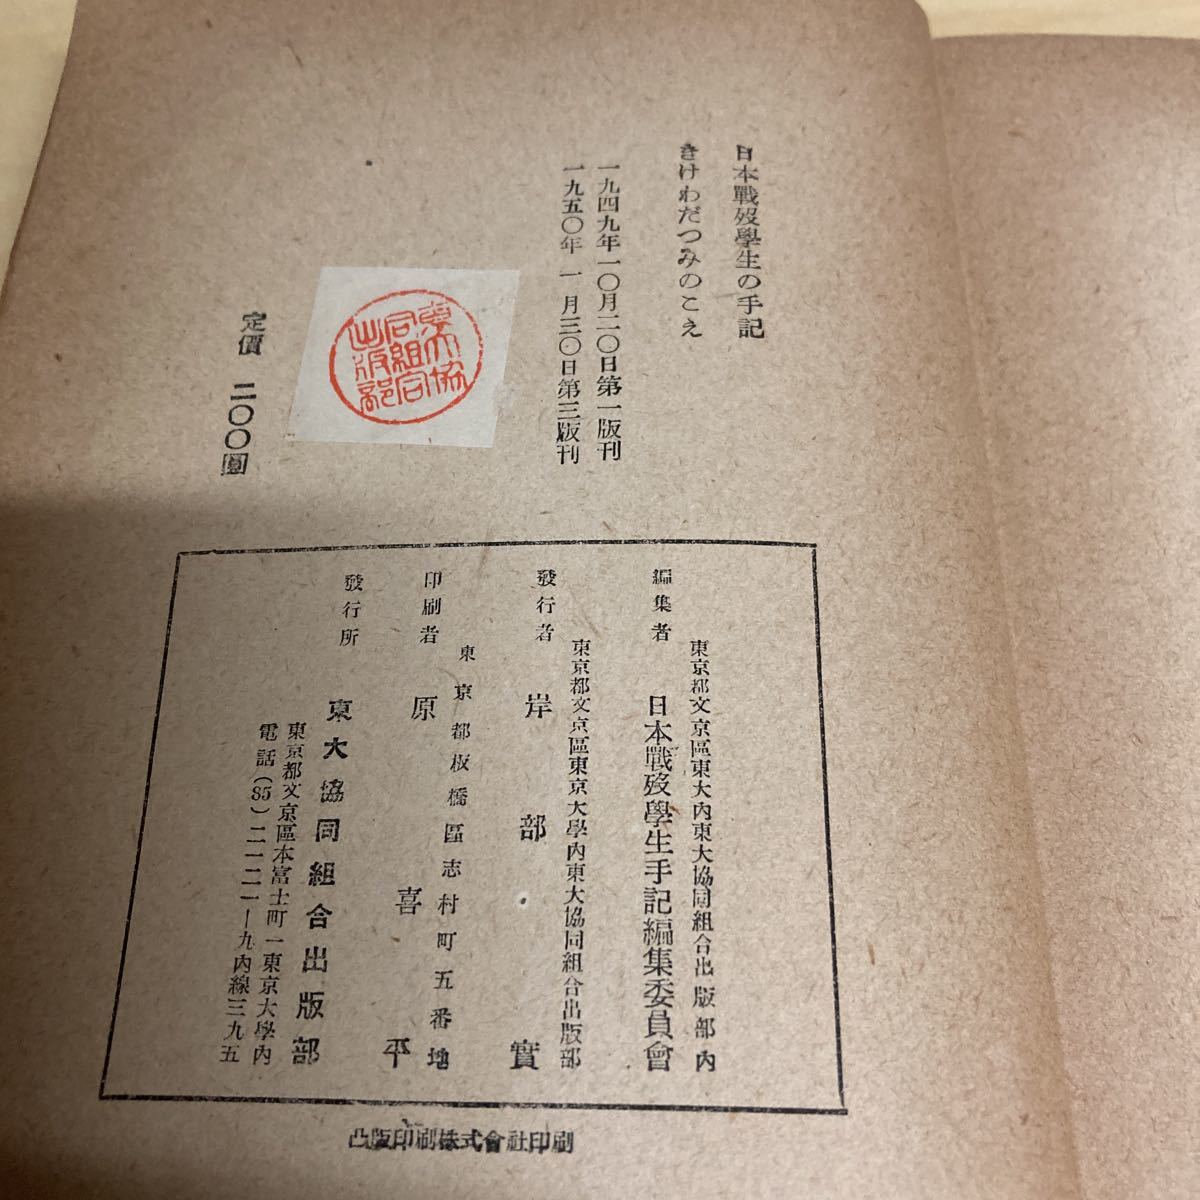 日本戰歿學生の手記
きけわだつみのこえ
一九四九年一〇月二〇日第一版刊
一九五〇年一月三〇日第三版刊
東大協
同組合
出版部
定價 二〇〇圓
東京都文京區東大内東大協同組合出版部内
編集者 日本戰歿學生手記編集委員會
東京都文京區東京大學内東大協同組合出版部
發行者 岸部實
東京都板橋區志村町五番地
印刷者 原喜平
發行所 東大協同組合出版部
東京都文京區本富士町一東京大學内
電話(85)二一二一―九内線三九五
凸版印刷株式會社印刷